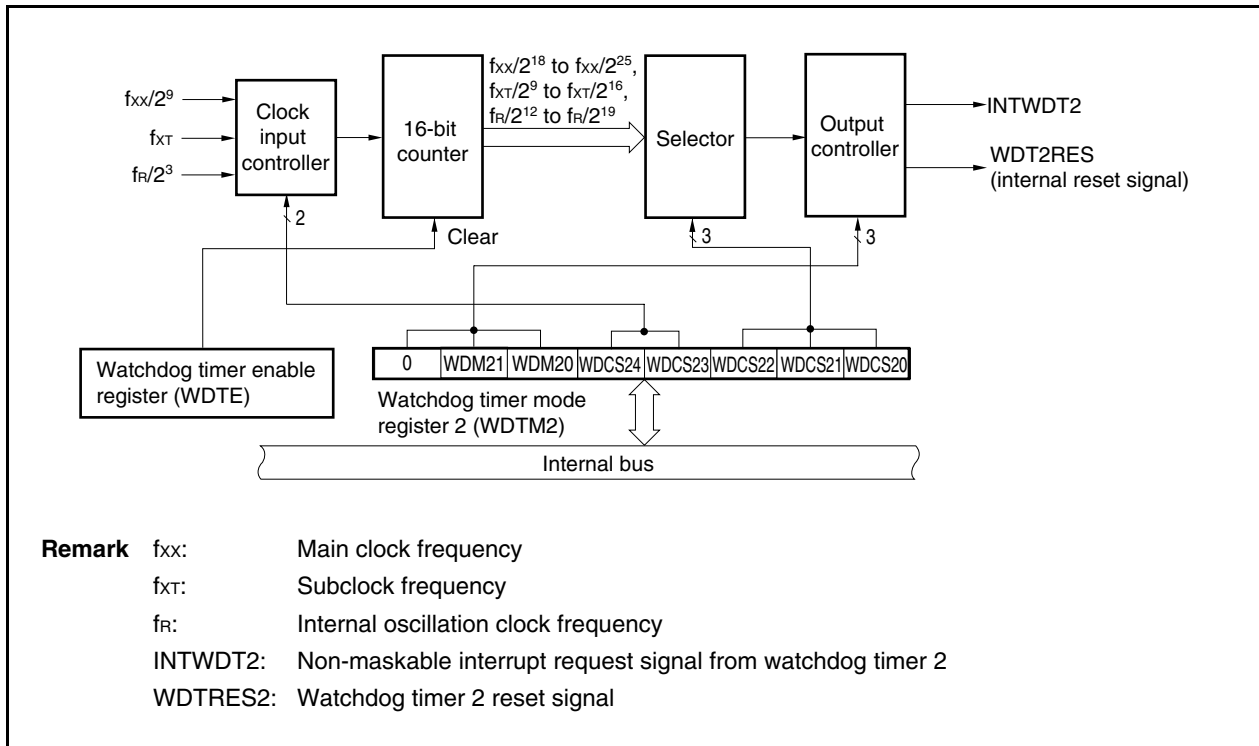 fxx/2⁹
fXT
fR/2³
Clock
input
controller
2
16-bit
counter
Clear
fxx/2¹⁸ to fxx/2²⁵,
fXT/2⁹ to fXT/2¹⁶,
fR/2¹² to fR/2¹⁹
Selector
3
Output
controller
3
INTWDT2
WDT2RES
(internal reset signal)
Watchdog timer enable
register (WDTE)
0 WDM21 WDM20 WDCS24 WDCS23 WDCS22 WDCS21 WDCS20
Watchdog timer mode
register 2 (WDTM2)
Internal bus
Remark fxx: Main clock frequency
fXT: Subclock frequency
fR: Internal oscillation clock frequency
INTWDT2: Non-maskable interrupt request signal from watchdog timer 2
WDTRES2: Watchdog timer 2 reset signal